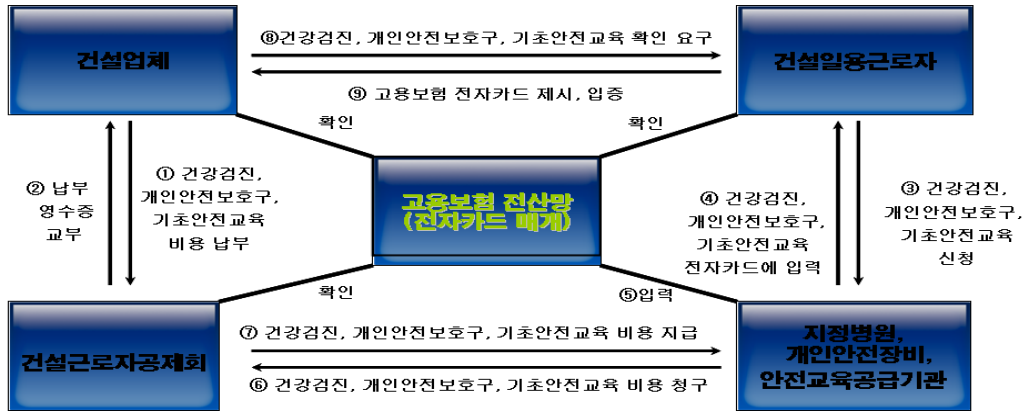 건설업체
⑧건강검진, 개인안전보호구, 기초안전교육 확인 요구
건설일용근로자
⑨ 고용보험 전자카드 제시, 입증
확인
확인
② 납부
영수증
교부
① 건강검진,
개인안전보호구,
기초안전교육
비용 납부
고용보험 전산망
(전자카드 매개)
④ 건강검진,
개인안전보호구,
기초안전교육
전자카드에 입력
③ 건강검진,
개인안전보호구,
기초안전교육
신청
확인
⑤입력
건설근로자공제회
⑦ 건강검진, 개인안전보호구, 기초안전교육 비용 지급
⑥ 건강검진, 개인안전보호구, 기초안전교육 비용 청구
지정병원,
개인안전장비,
안전교육공급기관